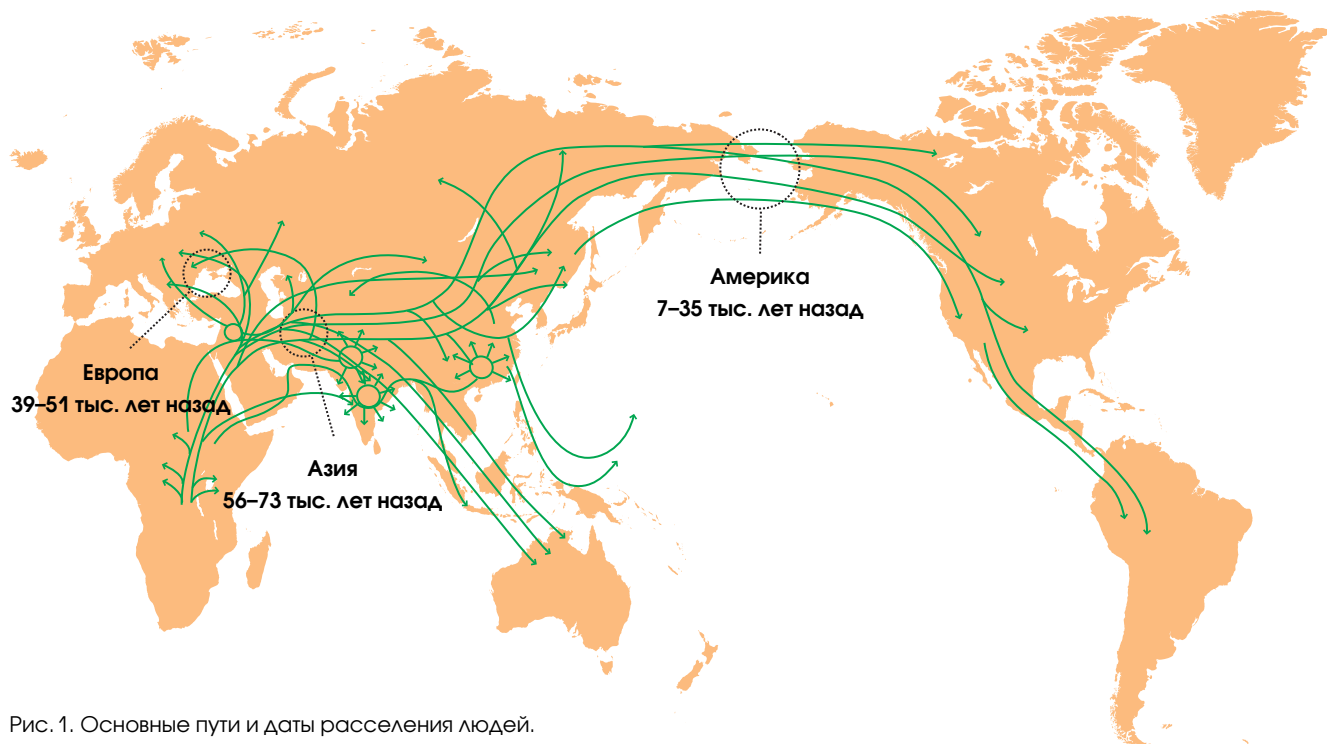 Америка
7–35 тыс. лет назад
Европа
39–51 тыс. лет назад
Азия
56–73 тыс. лет назад
Рис. 1. Основные пути и даты расселения людей.